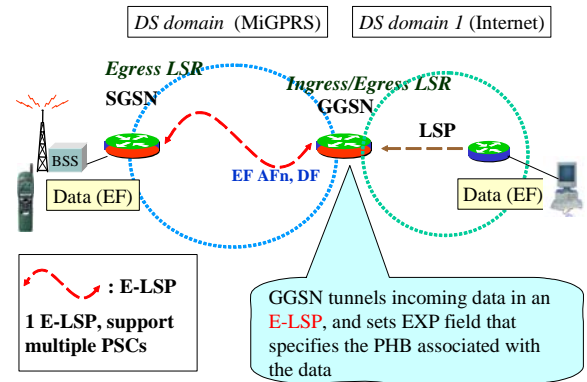 DS domain (MiGPRS)
DS domain 1 (Internet)
Egress LSR
SGSN
Ingress/Egress LSR
GGSN
LSP
BSS
EF AFn, DF
Data (EF)
Data (EF)
: E-LSP
1 E-LSP, support
multiple PSCs
GGSN tunnels incoming data in an
E-LSP, and sets EXP field that
specifies the PHB associated with
the data